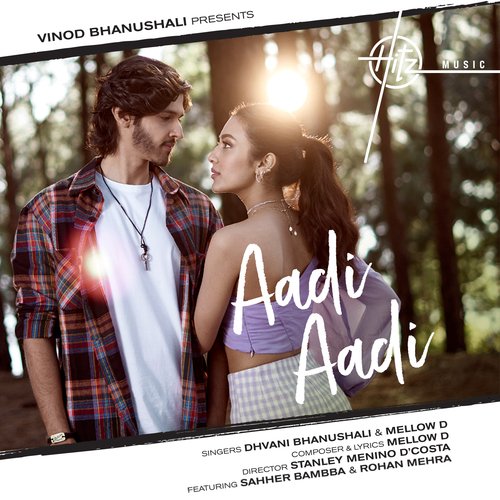 VINOD BHANUSHALI PRESENTS
Hitz
MUSIC
Aadi
Aadi
SINGERS DHVANI BHANUSHALI & MELLOW D
COMPOSER & LYRICS MELLOW D
DIRECTOR STANLEY MENINO D'COSTA
FEATURING SAHHER BAMBBA & ROHAN MEHRA